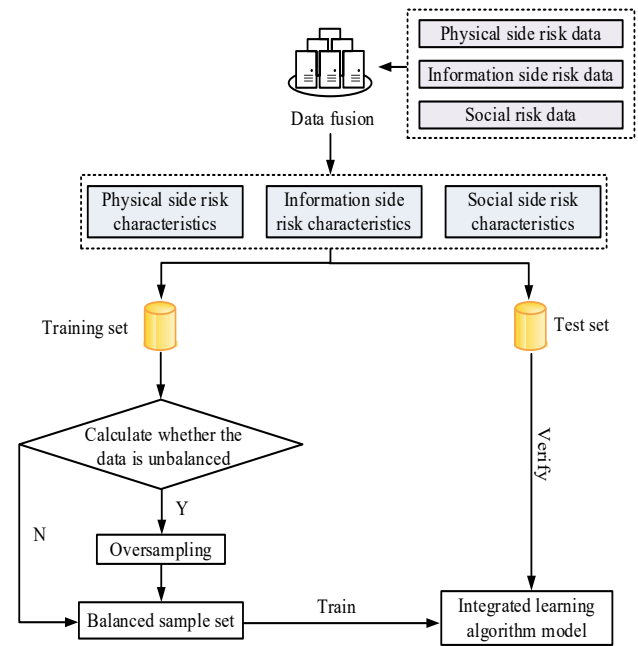 Physical side risk data
Information side risk data
Social risk data
Data fusion
Physical side risk
characteristics
Information side
risk characteristics
Social side risk
characteristics
Training set
Test set
Calculate whether the
data is unbalanced
Verify
Y
N
Oversampling
Balanced sample set
Train
Integrated learning
algorithm model